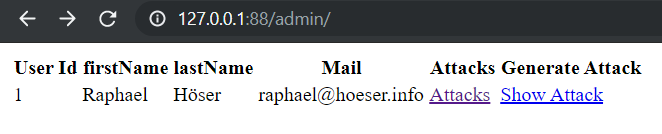 127.0.0.1:88/admin/
User Id firstName lastName Mail Attacks Generate Attack
1 Raphael Höser raphael@hoeser.info Attacks Show Attack